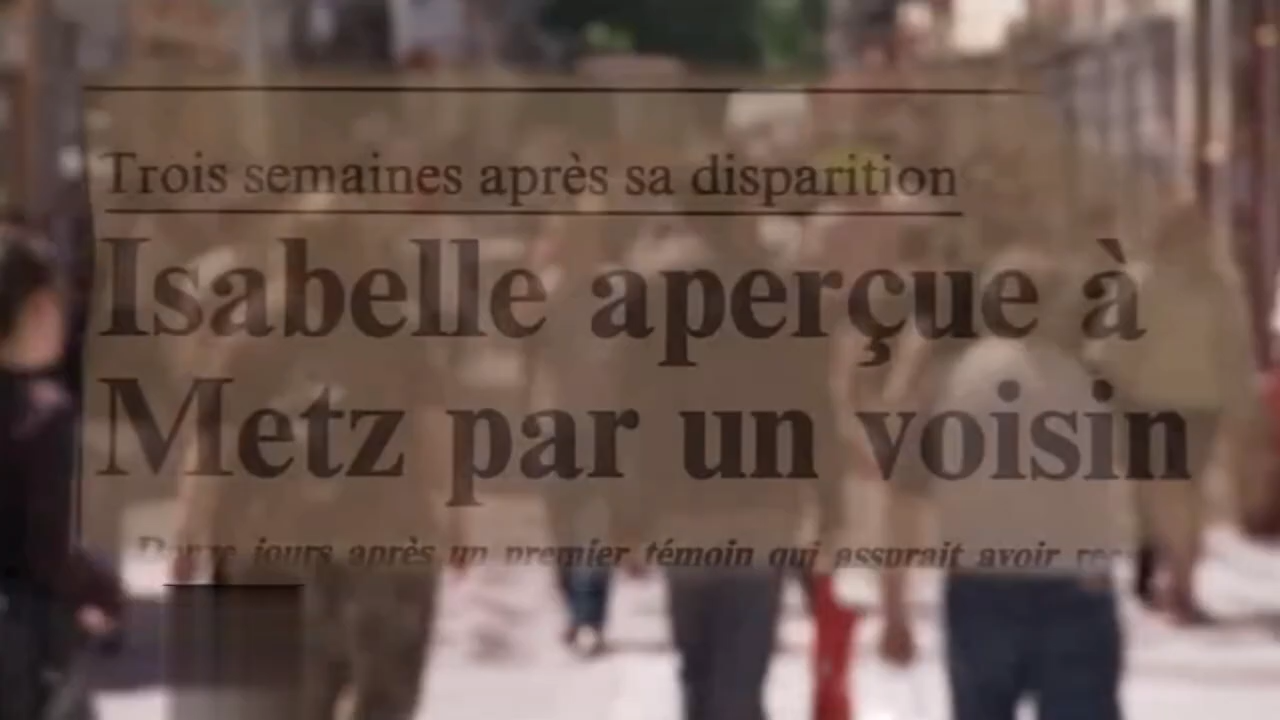 Trois semaines après sa disparition
Isabelle aperçue à
Metz par un voisin
jours après un premier témoin qui assurait avoir